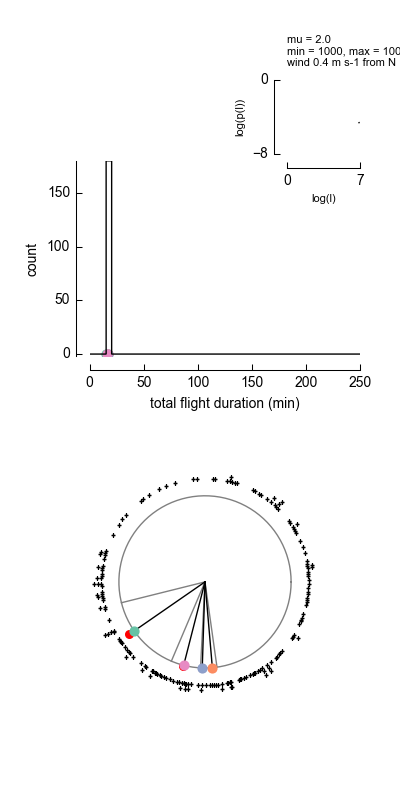 mu = 2.0
min = 1000, max = 100
wind 0.4 m s-1 from N
0
log(p(l))
−8
0 7
log(l)
150
100
count
50
0
0 50 100 150 200 250
total flight duration (min)